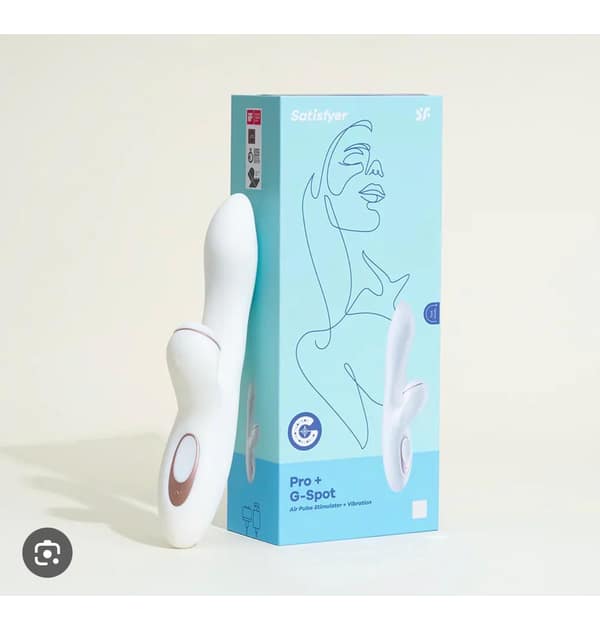 Satisfyer
SF
Pro +
G-Spot
Air Pulse Stimulator + Vibration